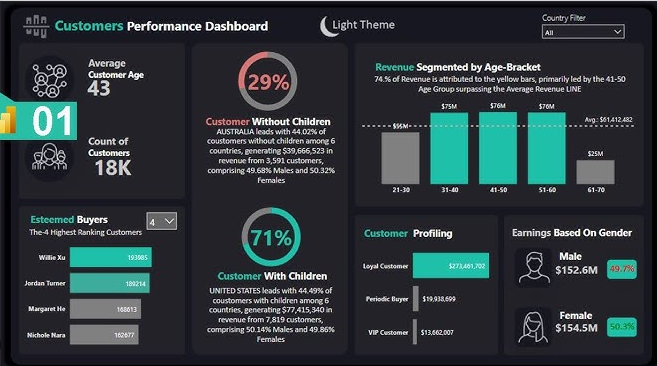 Customers Performance Dashboard
Light Theme
Country Filter
All
Average
Customer Age
43
01
Count of
Customers
18K
29%
Customer Without Children
AUSTRALIA leads with 44.02% of
coustomers without children among 6
countries, generating $39,666,523 in
revenue from 3,591 customers,
comprising 49.68% Males and 50.32%
Females
71%
Customer With Children
UNITED STATES leads with 44.49% of
coustomers with children among 6
countries, generating $77,415,340 in
revenue from 7,819 customers,
comprising 50.14% Males and 49.86%
Females
Revenue Segmented by Age-Bracket
74.% of Revenue is attributed to the yellow bars, primarily led by the 41-50
Age Group surpassing the Average Revenue LINE
$75M
$76M
$76M
Avg.: $61,412,482
$25M
21-30
31-40
41-50
51-60
61-70
Esteemed Buyers
4
The-4 Highest Ranking Customers
Willie Xu
193985
Jordan Turner
189214
Margaret He
168613
Nichole Nara
162677
Customer Profiling
Loyal Customer
$273,461,702
Periodic Buyer
$19,938,699
VIP Customer
$13,662,007
Earnings Based On Gender
Male
$152.6M
49.7%
Female
$154.5M
50.3%